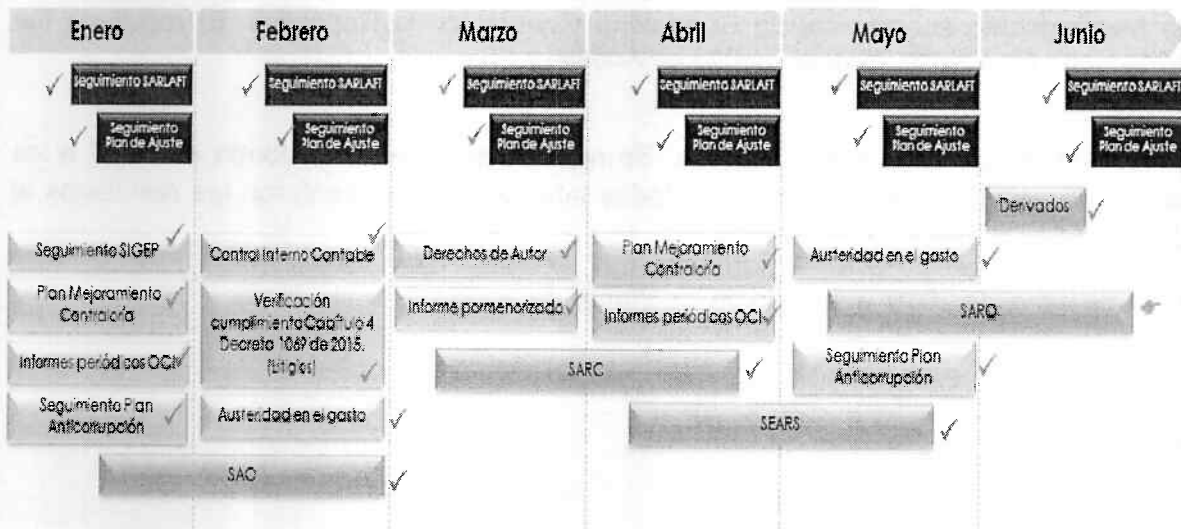 Enero
Febrero
Marzo
Abril
Mayo
Junio
Seguimiento SARLAFT
Seguimiento SARLAFT
Seguimiento SARLAFT
Seguimiento SARLAFT
Seguimiento SARLAFT
Seguimiento SARLAFT
Seguimiento
Plan de Ajuste
Seguimiento
Plan de Ajuste
Seguimiento
Plan de Ajuste
Seguimiento
Plan de Ajuste
Seguimiento
Plan de Ajuste
Seguimiento
Plan de Ajuste
Derivados
Seguimiento SIGEP
Control Interno Contable
Derechos de Autor
Plan Mejoramiento
Contraloría
Austeridad en el gasto
Plan Mejoramiento
Contraloría
Verificación
cumplimiento Capítulo 4
Decreto 1069 de 2015.
(Litigios)
Informe pormenorizado
Informes periódicos OCI
SARO
Informes periódicos OCI
SARC
Seguimiento Plan
Anticorrupción
Seguimiento Plan
Anticorrupción
Austeridad en el gasto
SEARS
SAO